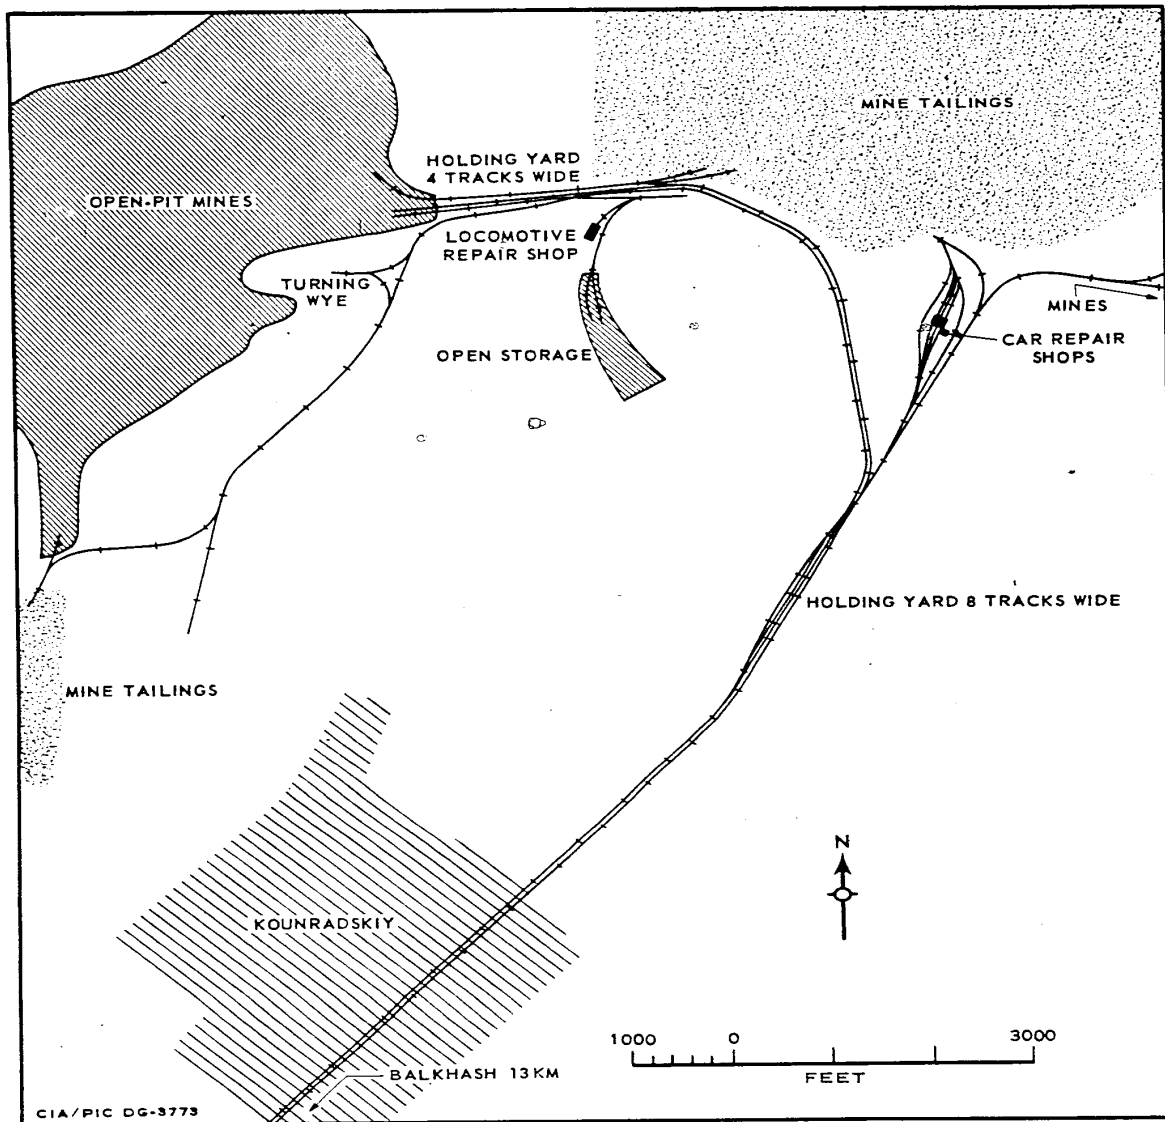 MINE TAILINGS
HOLDING YARD
4 TRACKS WIDE
OPEN-PIT MINES
LOCOMOTIVE
REPAIR SHOP
TURNING
WYE
MINES
OPEN STORAGE
CAR REPAIR
SHOPS
HOLDING YARD 8 TRACKS WIDE
MINE TAILINGS
N
KOUNRADSKIY
1000 0 3000
FEET
BALKHASH 13 KM
CIA/PIC DG-3773